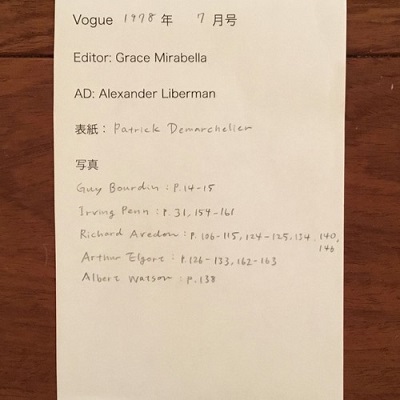 Vogue 1978 年 7 月号
Editor: Grace Mirabella
AD: Alexander Liberman
表紙：Patrick Demarchelier
写真
Guy Bourdin : P.14-15
Irving Penn : P.31, 154-161
Richard Avedon : P.106-115, 124-125, 134, 140,
146
Arthur Elgort : P.126-133, 162-163
Albert Watson : P.138